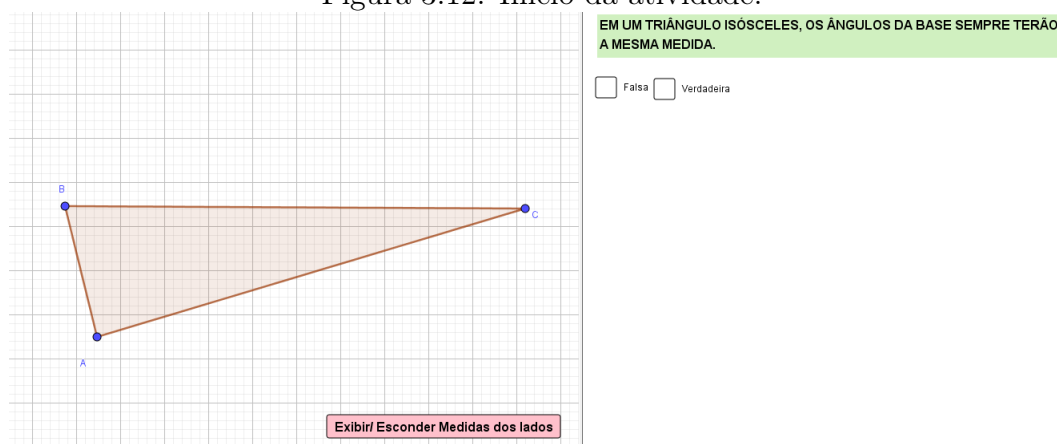 Figura 3.12: Início da atividade.
EM UM TRIÂNGULO ISÓSCELES, OS ÂNGULOS DA BASE SEMPRE TERÃO
A MESMA MEDIDA.
Falsa Verdadeira
B
C
A
Exibir/ Esconder Medidas dos lados